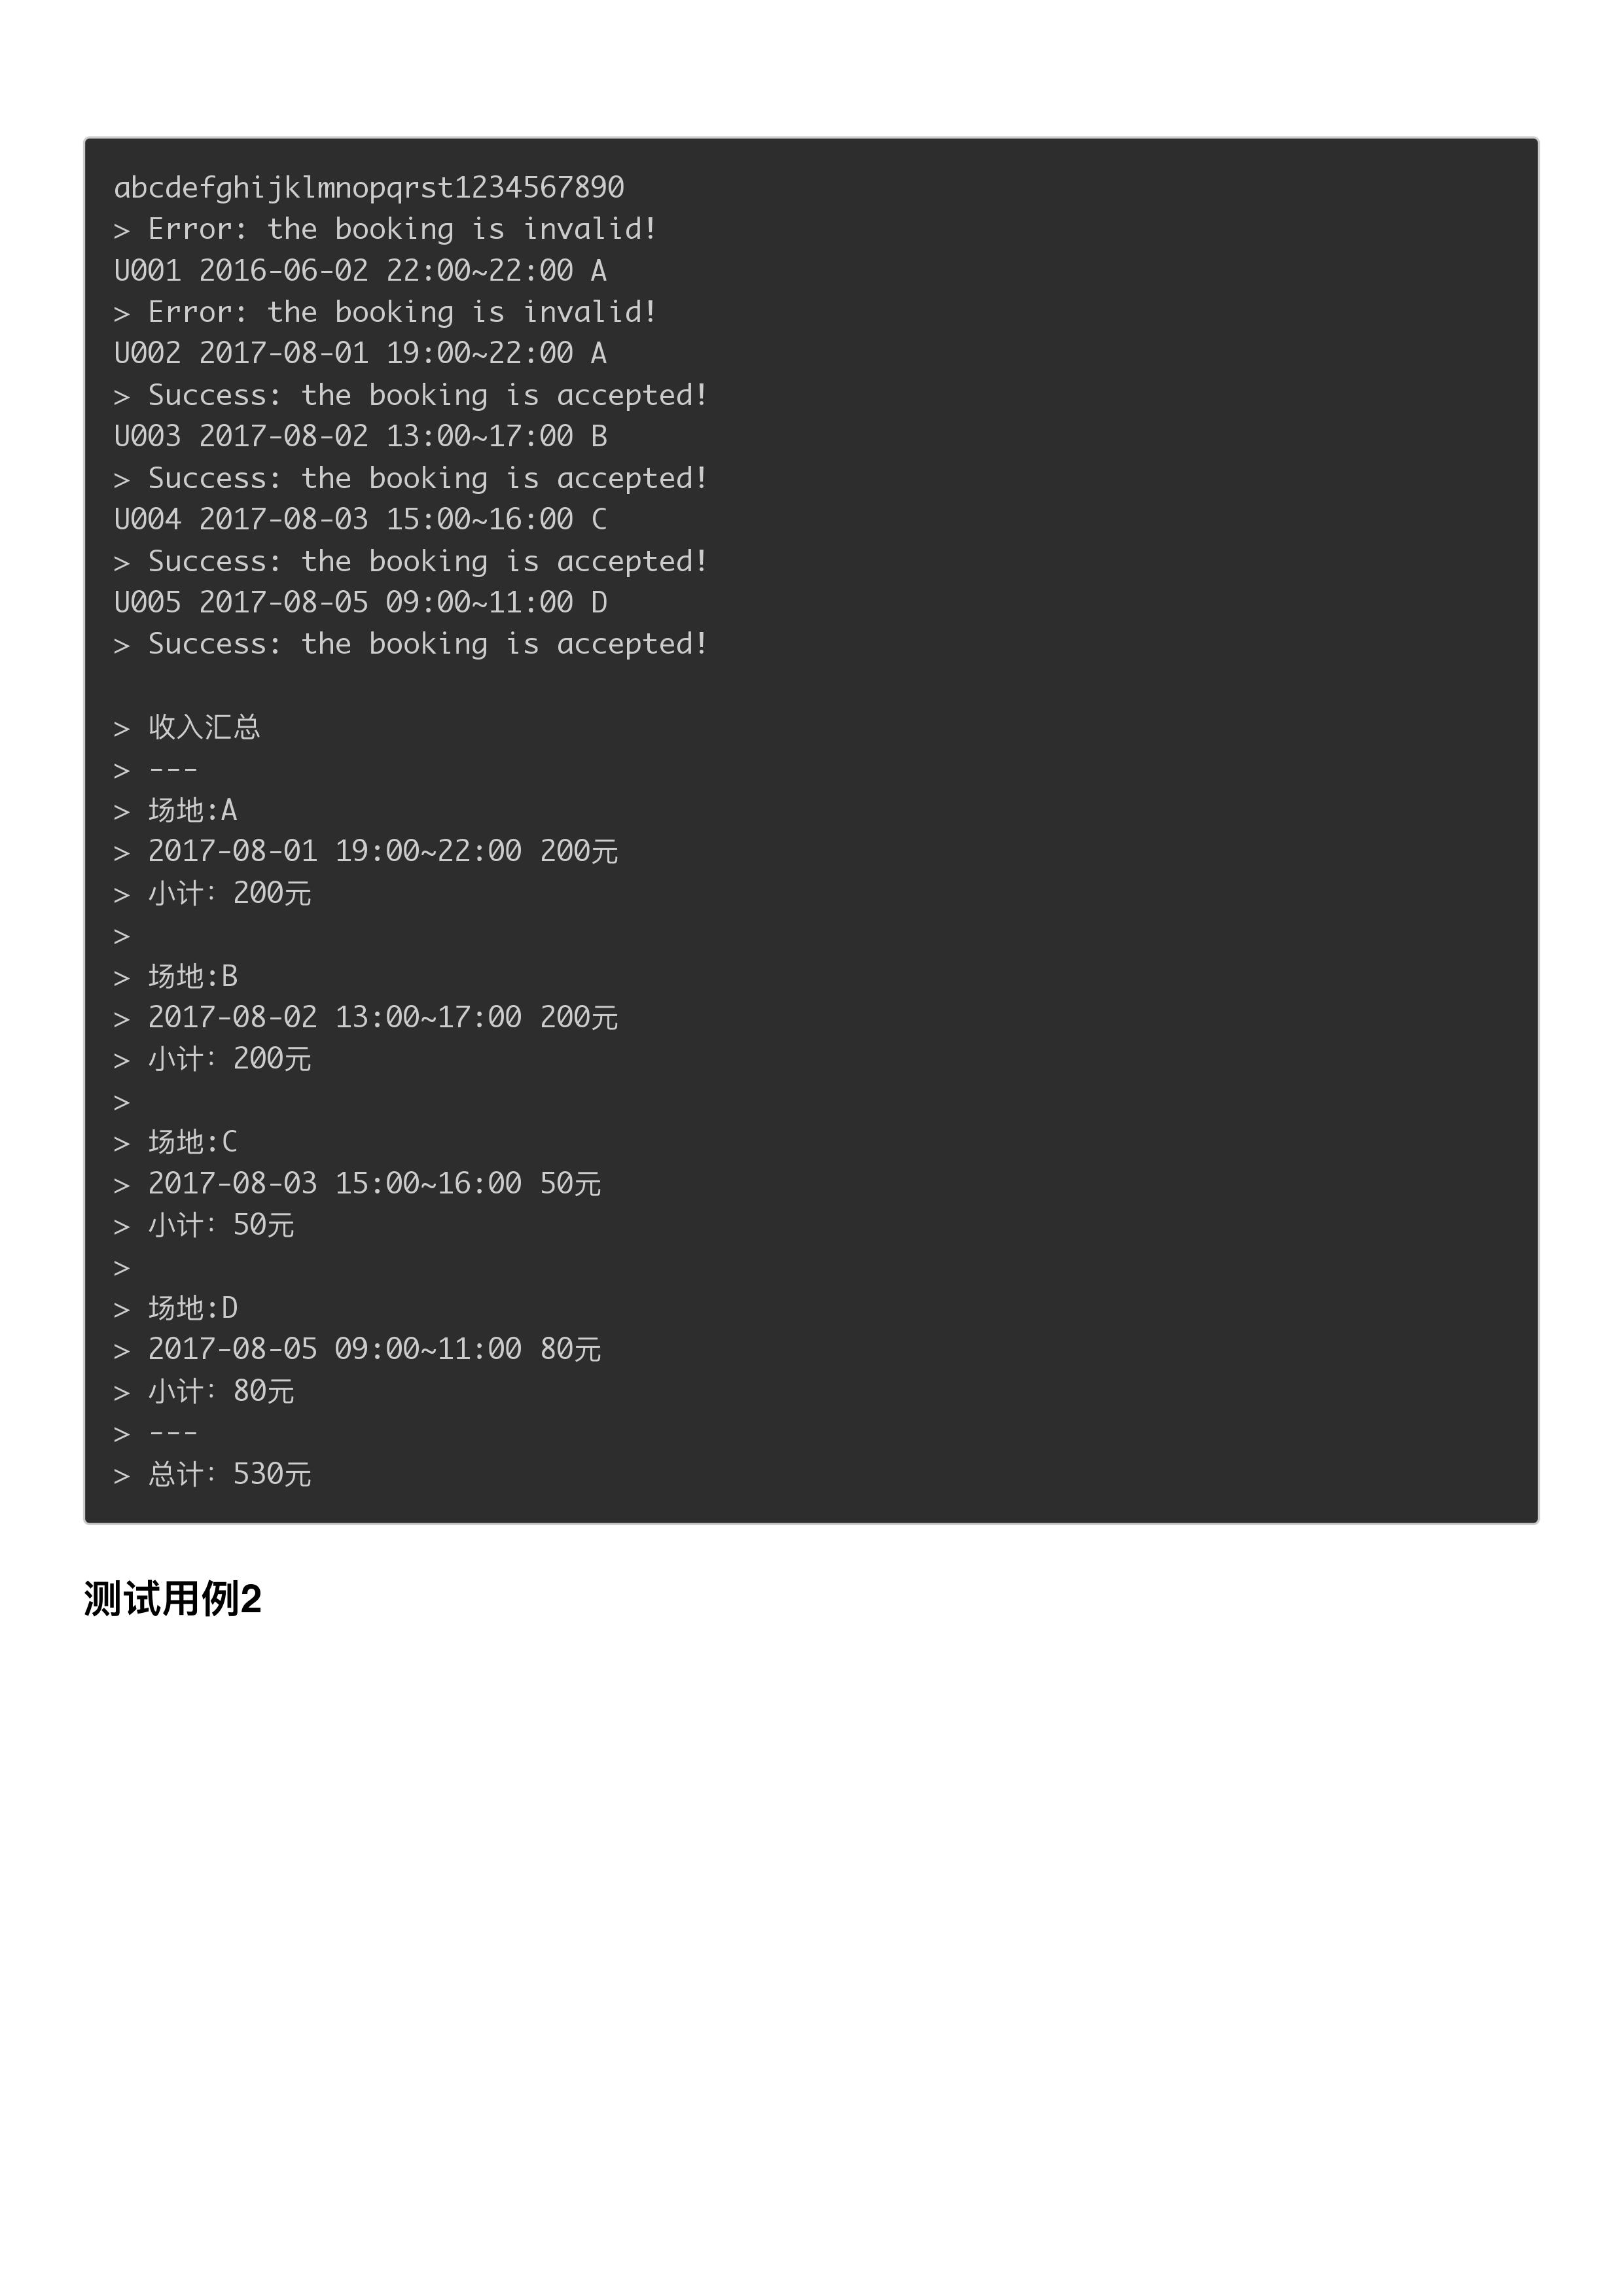 abcdefghijklmnopqrst1234567890
> Error: the booking is invalid!
U001 2016-06-02 22:00~22:00 A
> Error: the booking is invalid!
U002 2017-08-01 19:00~22:00 A
> Success: the booking is accepted!
U003 2017-08-02 13:00~17:00 B
> Success: the booking is accepted!
U004 2017-08-03 15:00~16:00 C
> Success: the booking is accepted!
U005 2017-08-05 09:00~11:00 D
> Success: the booking is accepted!

> 收入汇总
> ---
> 场地:A
> 2017-08-01 19:00~22:00 200元
> 小计: 200元
>
> 场地:B
> 2017-08-02 13:00~17:00 200元
> 小计: 200元
>
> 场地:C
> 2017-08-03 15:00~16:00 50元
> 小计: 50元
>
> 场地:D
> 2017-08-05 09:00~11:00 80元
> 小计: 80元
> ---
> 总计: 530元
测试用例2